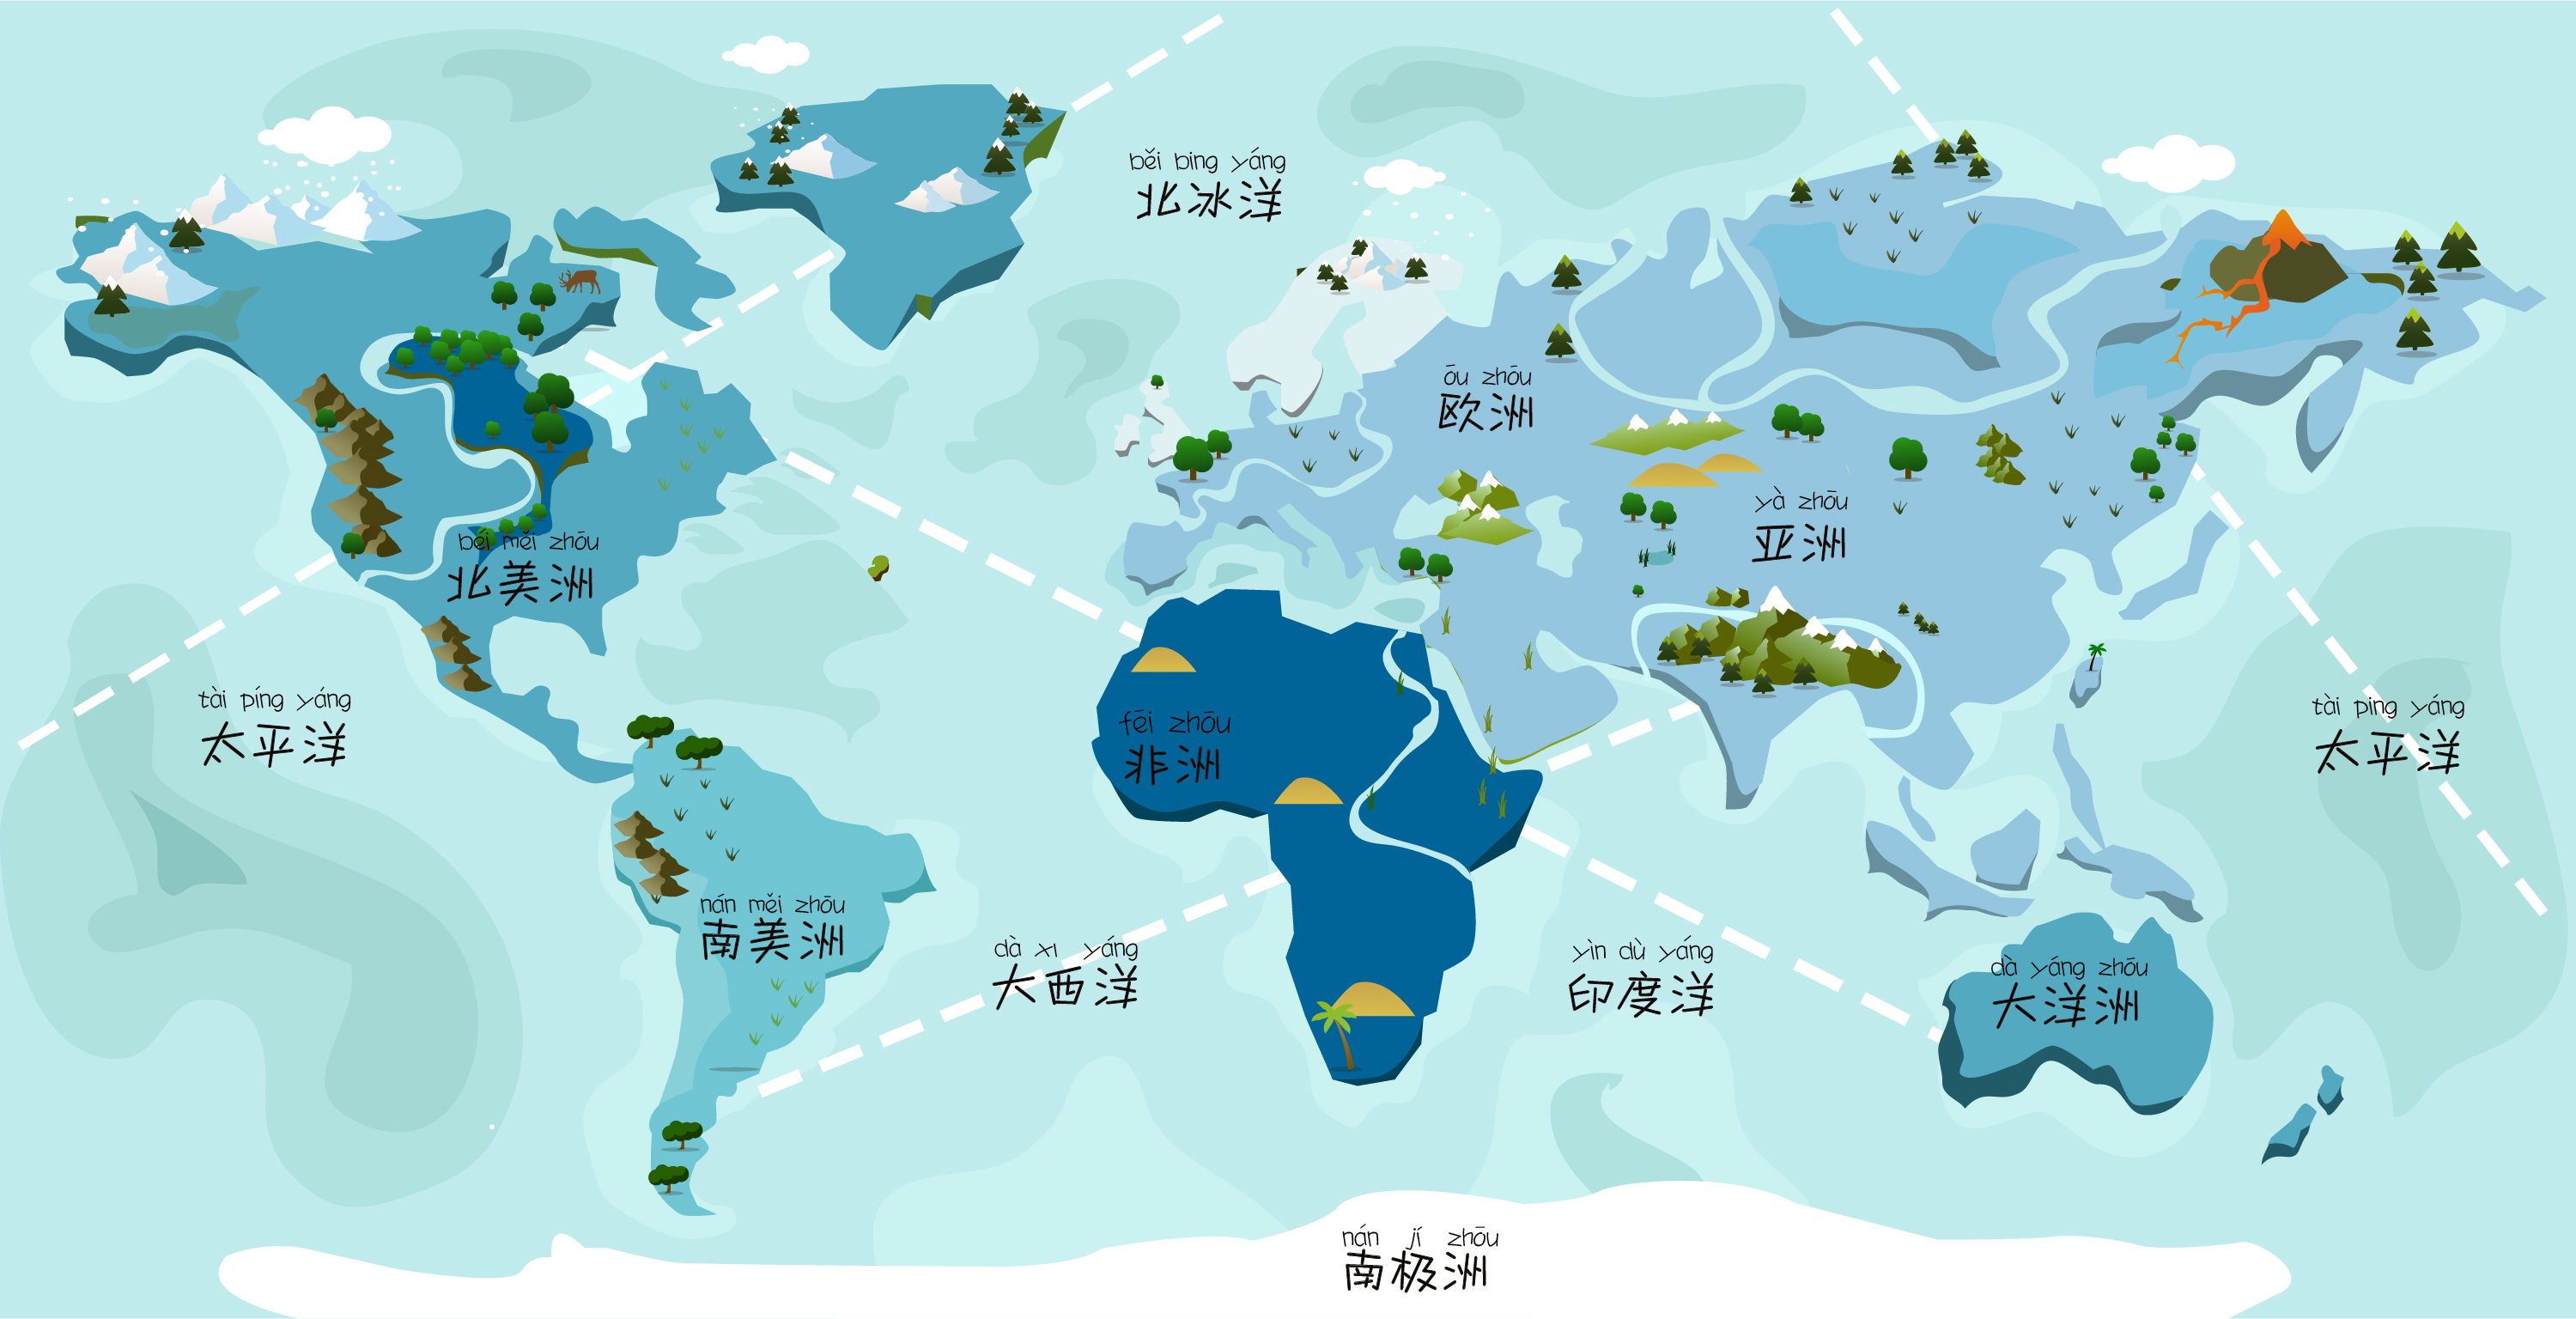 běi bing yáng
北冰洋
ōu zhōu
欧洲
yà zhōu
亚洲
béi měi zhōu
北美洲
tài píng yáng
太平洋
fēi zhōu
非洲
tài ping yáng
太平洋
nán měi zhōu
南美洲
dà xı yáng
大西洋
yìn dù yáng
印度洋
dà yáng zhōu
大洋洲
nán jí zhōu
南极洲